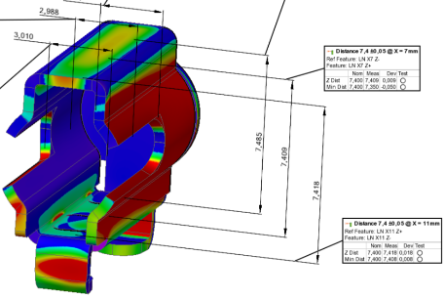 2,988
3,010
Distance 7,4 ±0,05 @ X = 7mm
Ref Feature: LN X7 Z-
Feature: LN X7 Z+
Nom Meas Dev Test
Z Dist 7,400 7,409 0,009
Min Dist 7,400 7,350 -0,050
7,485
7,409
7,418
Distance 7,4 ±0,05 @ X = 11mm
Ref Feature: LN X11 Z+
Feature: LN X11 Z-
Nom Meas Dev Test
Z Dist 7,400 7,418 0,018
Min Dist 7,400 7,408 0,008